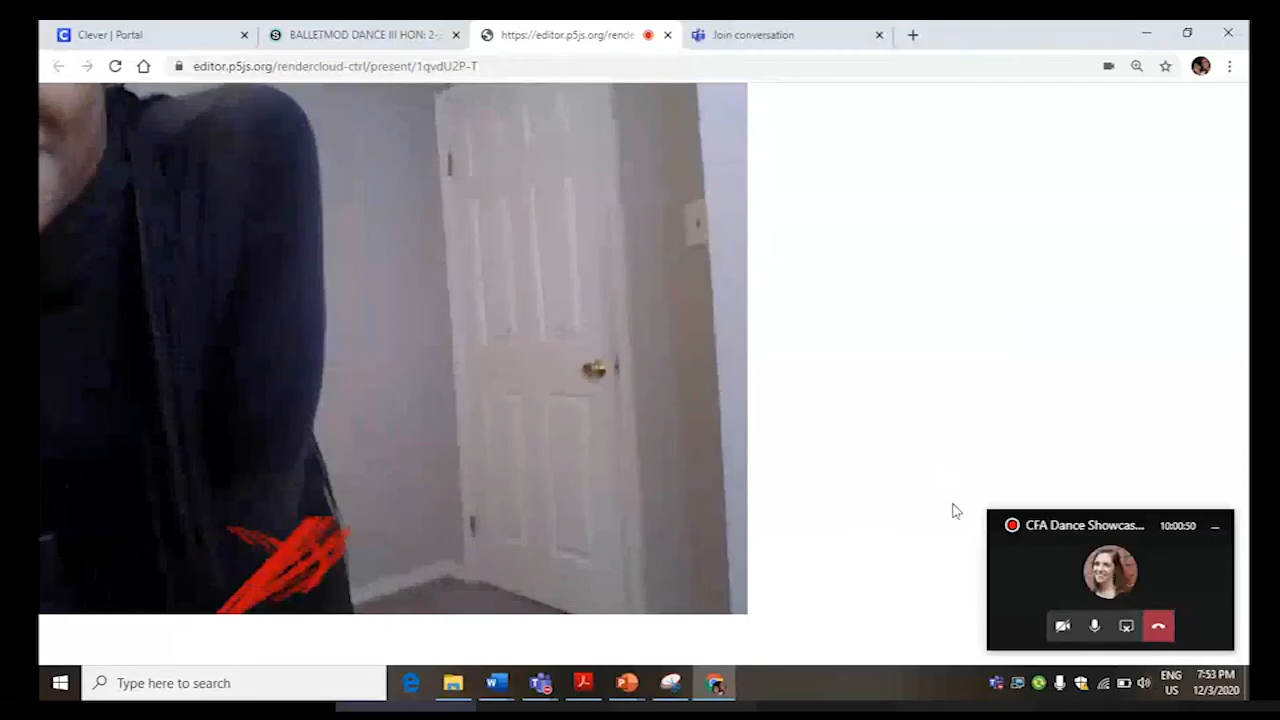 Clever | Portal
BALLETMOD DANCE III HON: 2-
https://editor.p5js.org/rende
Join conversation
editor.p5js.org/rendercloud-ctrl/present/1qvdU2P-T
CFA Dance Showcas... 10:00:50
Type here to search
ENG
US
7:53 PM
12/3/2020